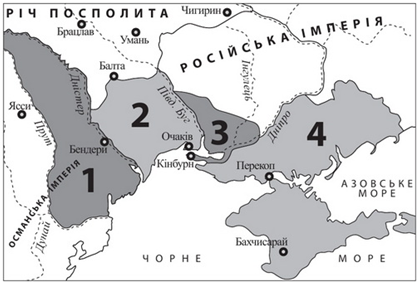 РІЧ ПОСПОЛИТА
Чигирин
Брацлав
Умань
РОСІЙСЬКА ІМПЕРІЯ
Балта
Інгулець
Ясси
Дністер
Півд. Буг
2
3
4
Прут
Очаків
Дніпро
Бендери
Кінбурн
Перекоп
1
ОСМАНСЬКА ІМПЕРІЯ
АЗОВСЬКЕ
МОРЕ
Дунай
Бахчисарай
ЧОРНЕ МОРЕ